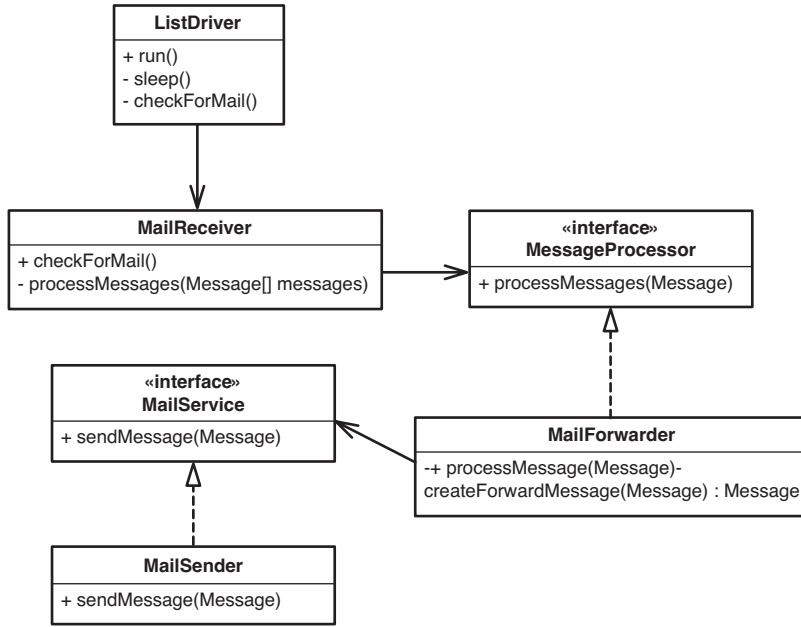 ListDriver
+ run()
- sleep()
- checkForMail()
MailReceiver
+ checkForMail()
- processMessages(Message[] messages)
«interface»
MessageProcessor
+ processMessages(Message)
«interface»
MailService
+ sendMessage(Message)
MailForwarder
-+ processMessage(Message)-
createForwardMessage(Message) : Message
MailSender
+ sendMessage(Message)